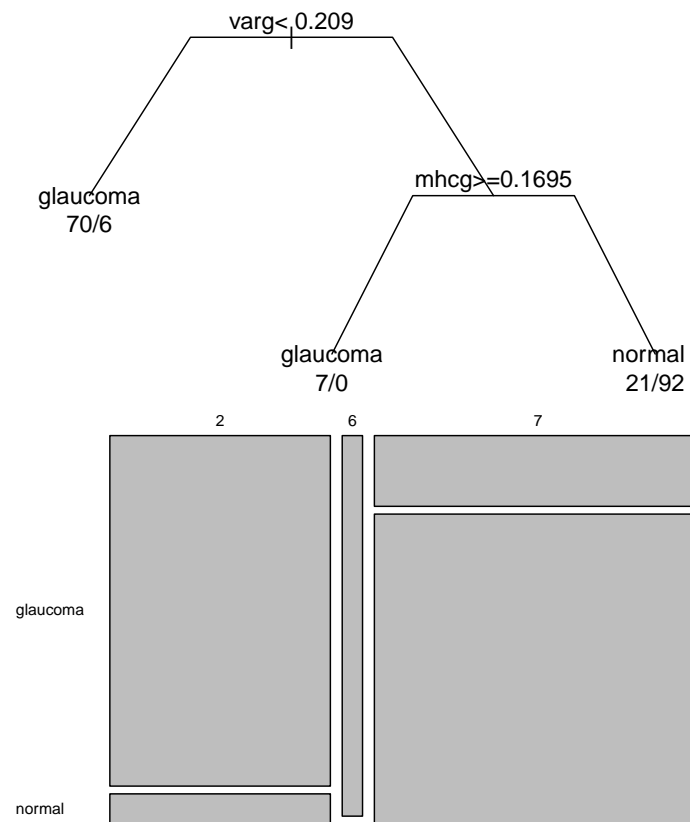 varg< 0.209
mhcg>=0.1695
glaucoma
70/6
glaucoma
7/0
normal
21/92
2 6 7
glaucoma
normal